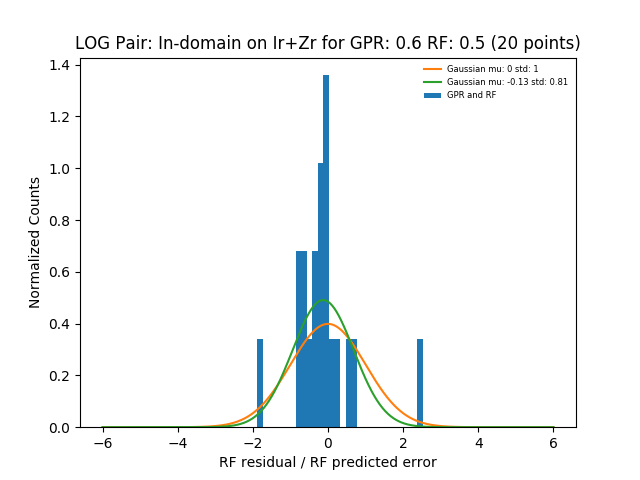 LOG Pair: In-domain on Ir+Zr for GPR: 0.6 RF: 0.5 (20 points)
Gaussian mu: 0 std: 1
Gaussian mu: -0.13 std: 0.81
GPR and RF
Normalized Counts
1.4
1.2
1.0
0.8
0.6
0.4
0.2
0.0
−6
−4
−2
0
2
4
6
RF residual / RF predicted error